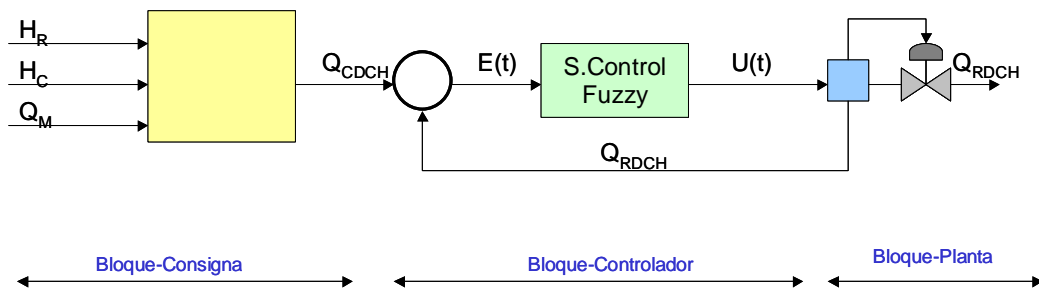 H_R
H_C
Q_M
Q_CDCH
E(t)
S.Control
Fuzzy
U(t)
Q_RDCH
Q_RDCH
Bloque-Consigna
Bloque-Controlador
Bloque-Planta